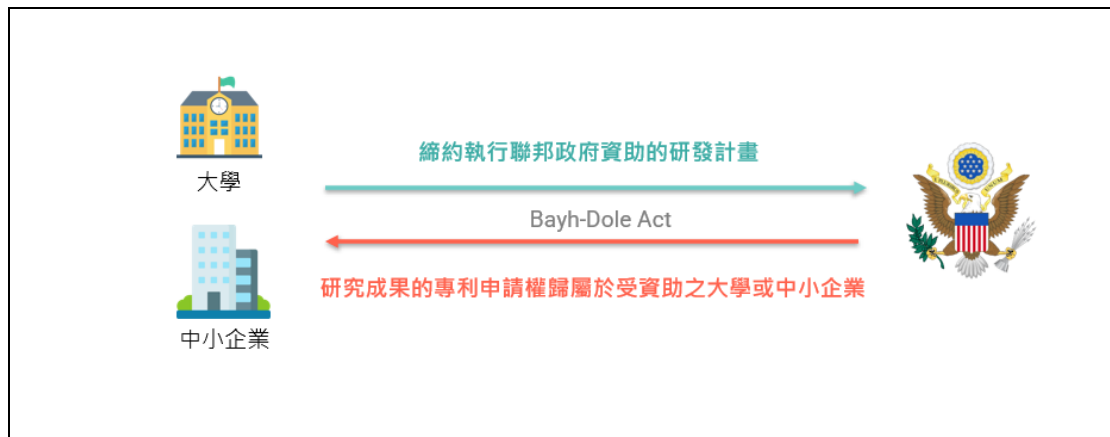 締約執行聯邦政府資助的研發計畫
大學
Bayh-Dole Act
研究成果的專利申請權歸屬於受資助之大學或中小企業
中小企業